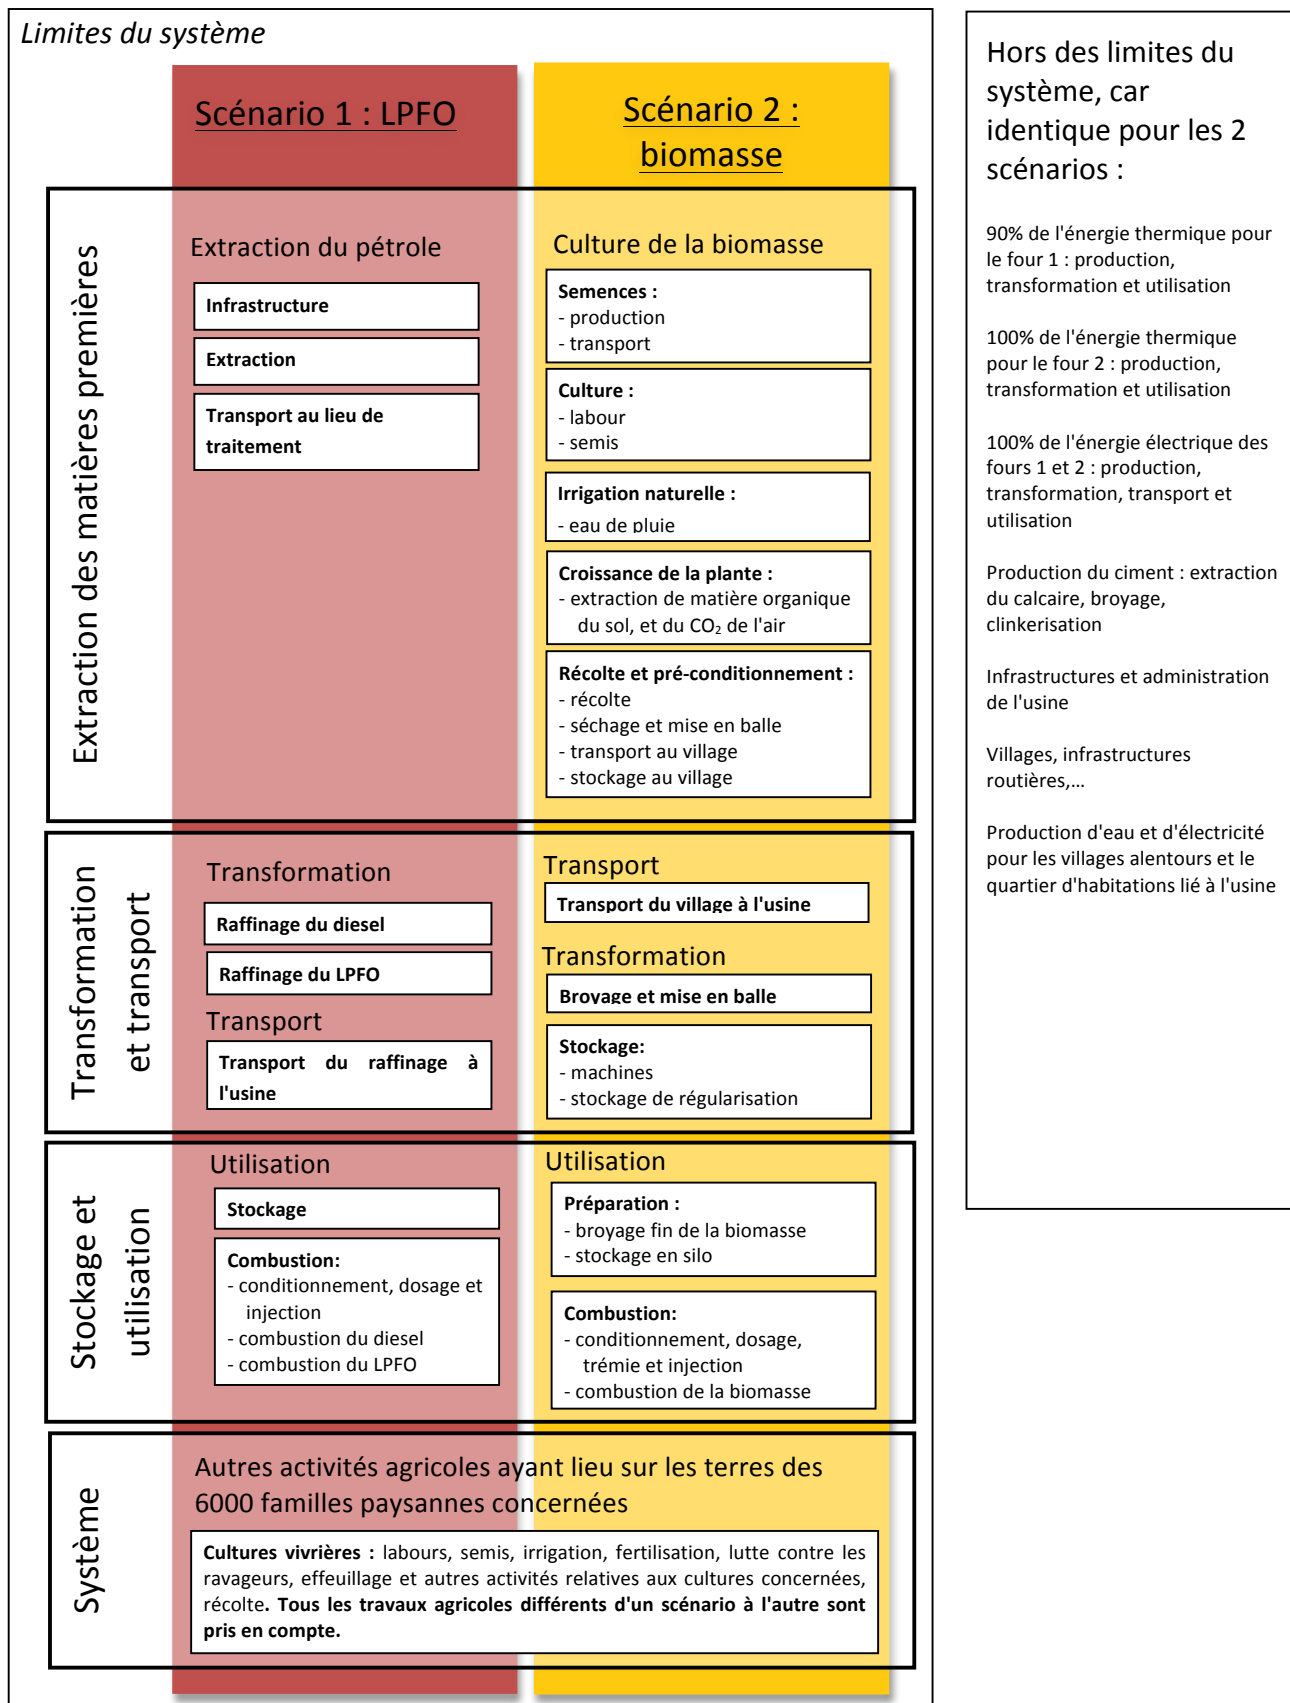 Limites du système
Scénario 1 : LPFO
Scénario 2 :
biomasse
Extraction des matières premières
Extraction du pétrole
Infrastructure
Extraction
Transport au lieu de
traitement
Culture de la biomasse
Semences :
- production
- transport
Culture :
- labour
- semis
Irrigation naturelle :
- eau de pluie
Croissance de la plante :
- extraction de matière organique
du sol, et du CO₂ de l'air
Récolte et pré-conditionnement :
- récolte
- séchage et mise en balle
- transport au village
- stockage au village
Transformation
et transport
Transformation
Raffinage du diesel
Raffinage du LPFO
Transport
Transport du raffinage à
l'usine
Transport
Transport du village à l'usine
Transformation
Broyage et mise en balle
Stockage:
- machines
- stockage de régularisation
Stockage et
utilisation
Utilisation
Stockage
Combustion:
- conditionnement, dosage et
injection
- combustion du diesel
- combustion du LPFO
Utilisation
Préparation :
- broyage fin de la biomasse
- stockage en silo
Combustion:
- conditionnement, dosage,
trémie et injection
- combustion de la biomasse
Système
Autres activités agricoles ayant lieu sur les terres des
6000 familles paysannes concernées
Cultures vivrières : labours, semis, irrigation, fertilisation, lutte contre les
ravageurs, effeuillage et autres activités relatives aux cultures concernées,
récolte. Tous les travaux agricoles différents d'un scénario à l'autre sont
pris en compte.
Hors des limites du
système, car
identique pour les 2
scénarios :
90% de l'énergie thermique pour
le four 1 : production,
transformation et utilisation
100% de l'énergie thermique
pour le four 2 : production,
transformation et utilisation
100% de l'énergie électrique des
fours 1 et 2 : production,
transformation, transport et
utilisation
Production du ciment : extraction
du calcaire, broyage,
clinkerisation
Infrastructures et administration
de l'usine
Villages, infrastructures
routières,...
Production d'eau et d'électricité
pour les villages alentours et le
quartier d'habitations lié à l'usine